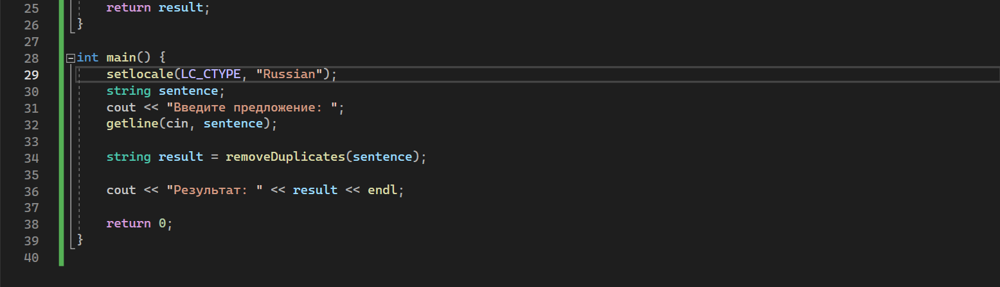 25 return result;
26 }
27
28 int main() {
29 setlocale(LC_CTYPE, "Russian");
30 string sentence;
31 cout << "Введите предложение: ";
32 getline(cin, sentence);
33
34 string result = removeDuplicates(sentence);
35
36 cout << "Результат: " << result << endl;
37
38 return 0;
39 }
40